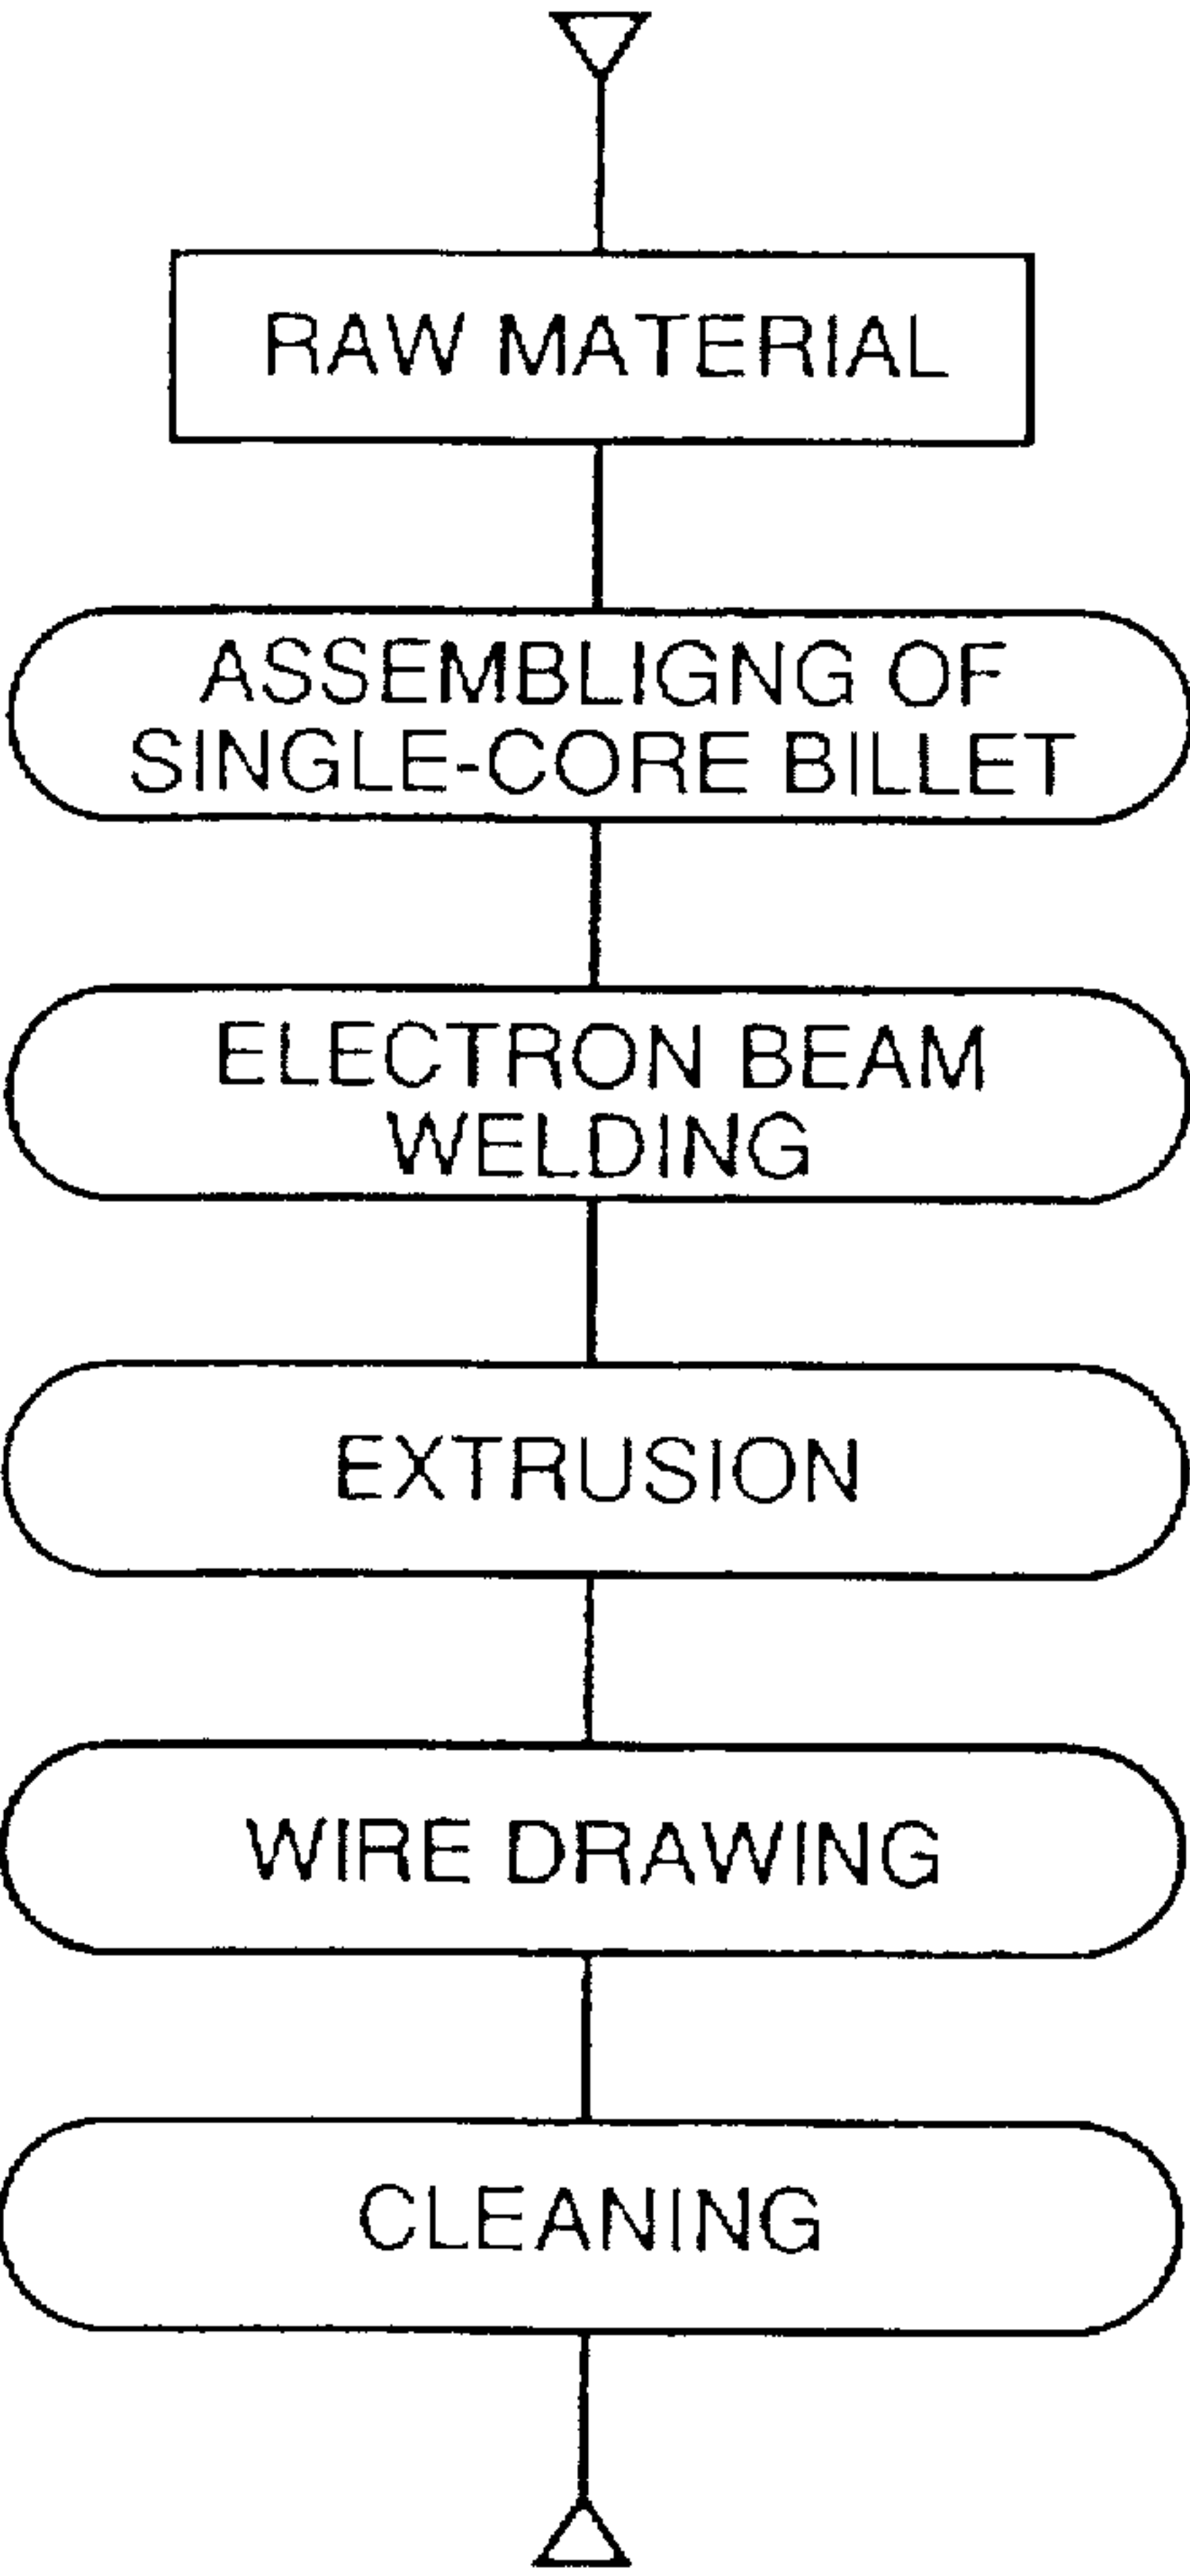 RAW MATERIAL
ASSEMBLIGNG OF
SINGLE-CORE BILLET
ELECTRON BEAM
WELDING
EXTRUSION
WIRE DRAWING
CLEANING